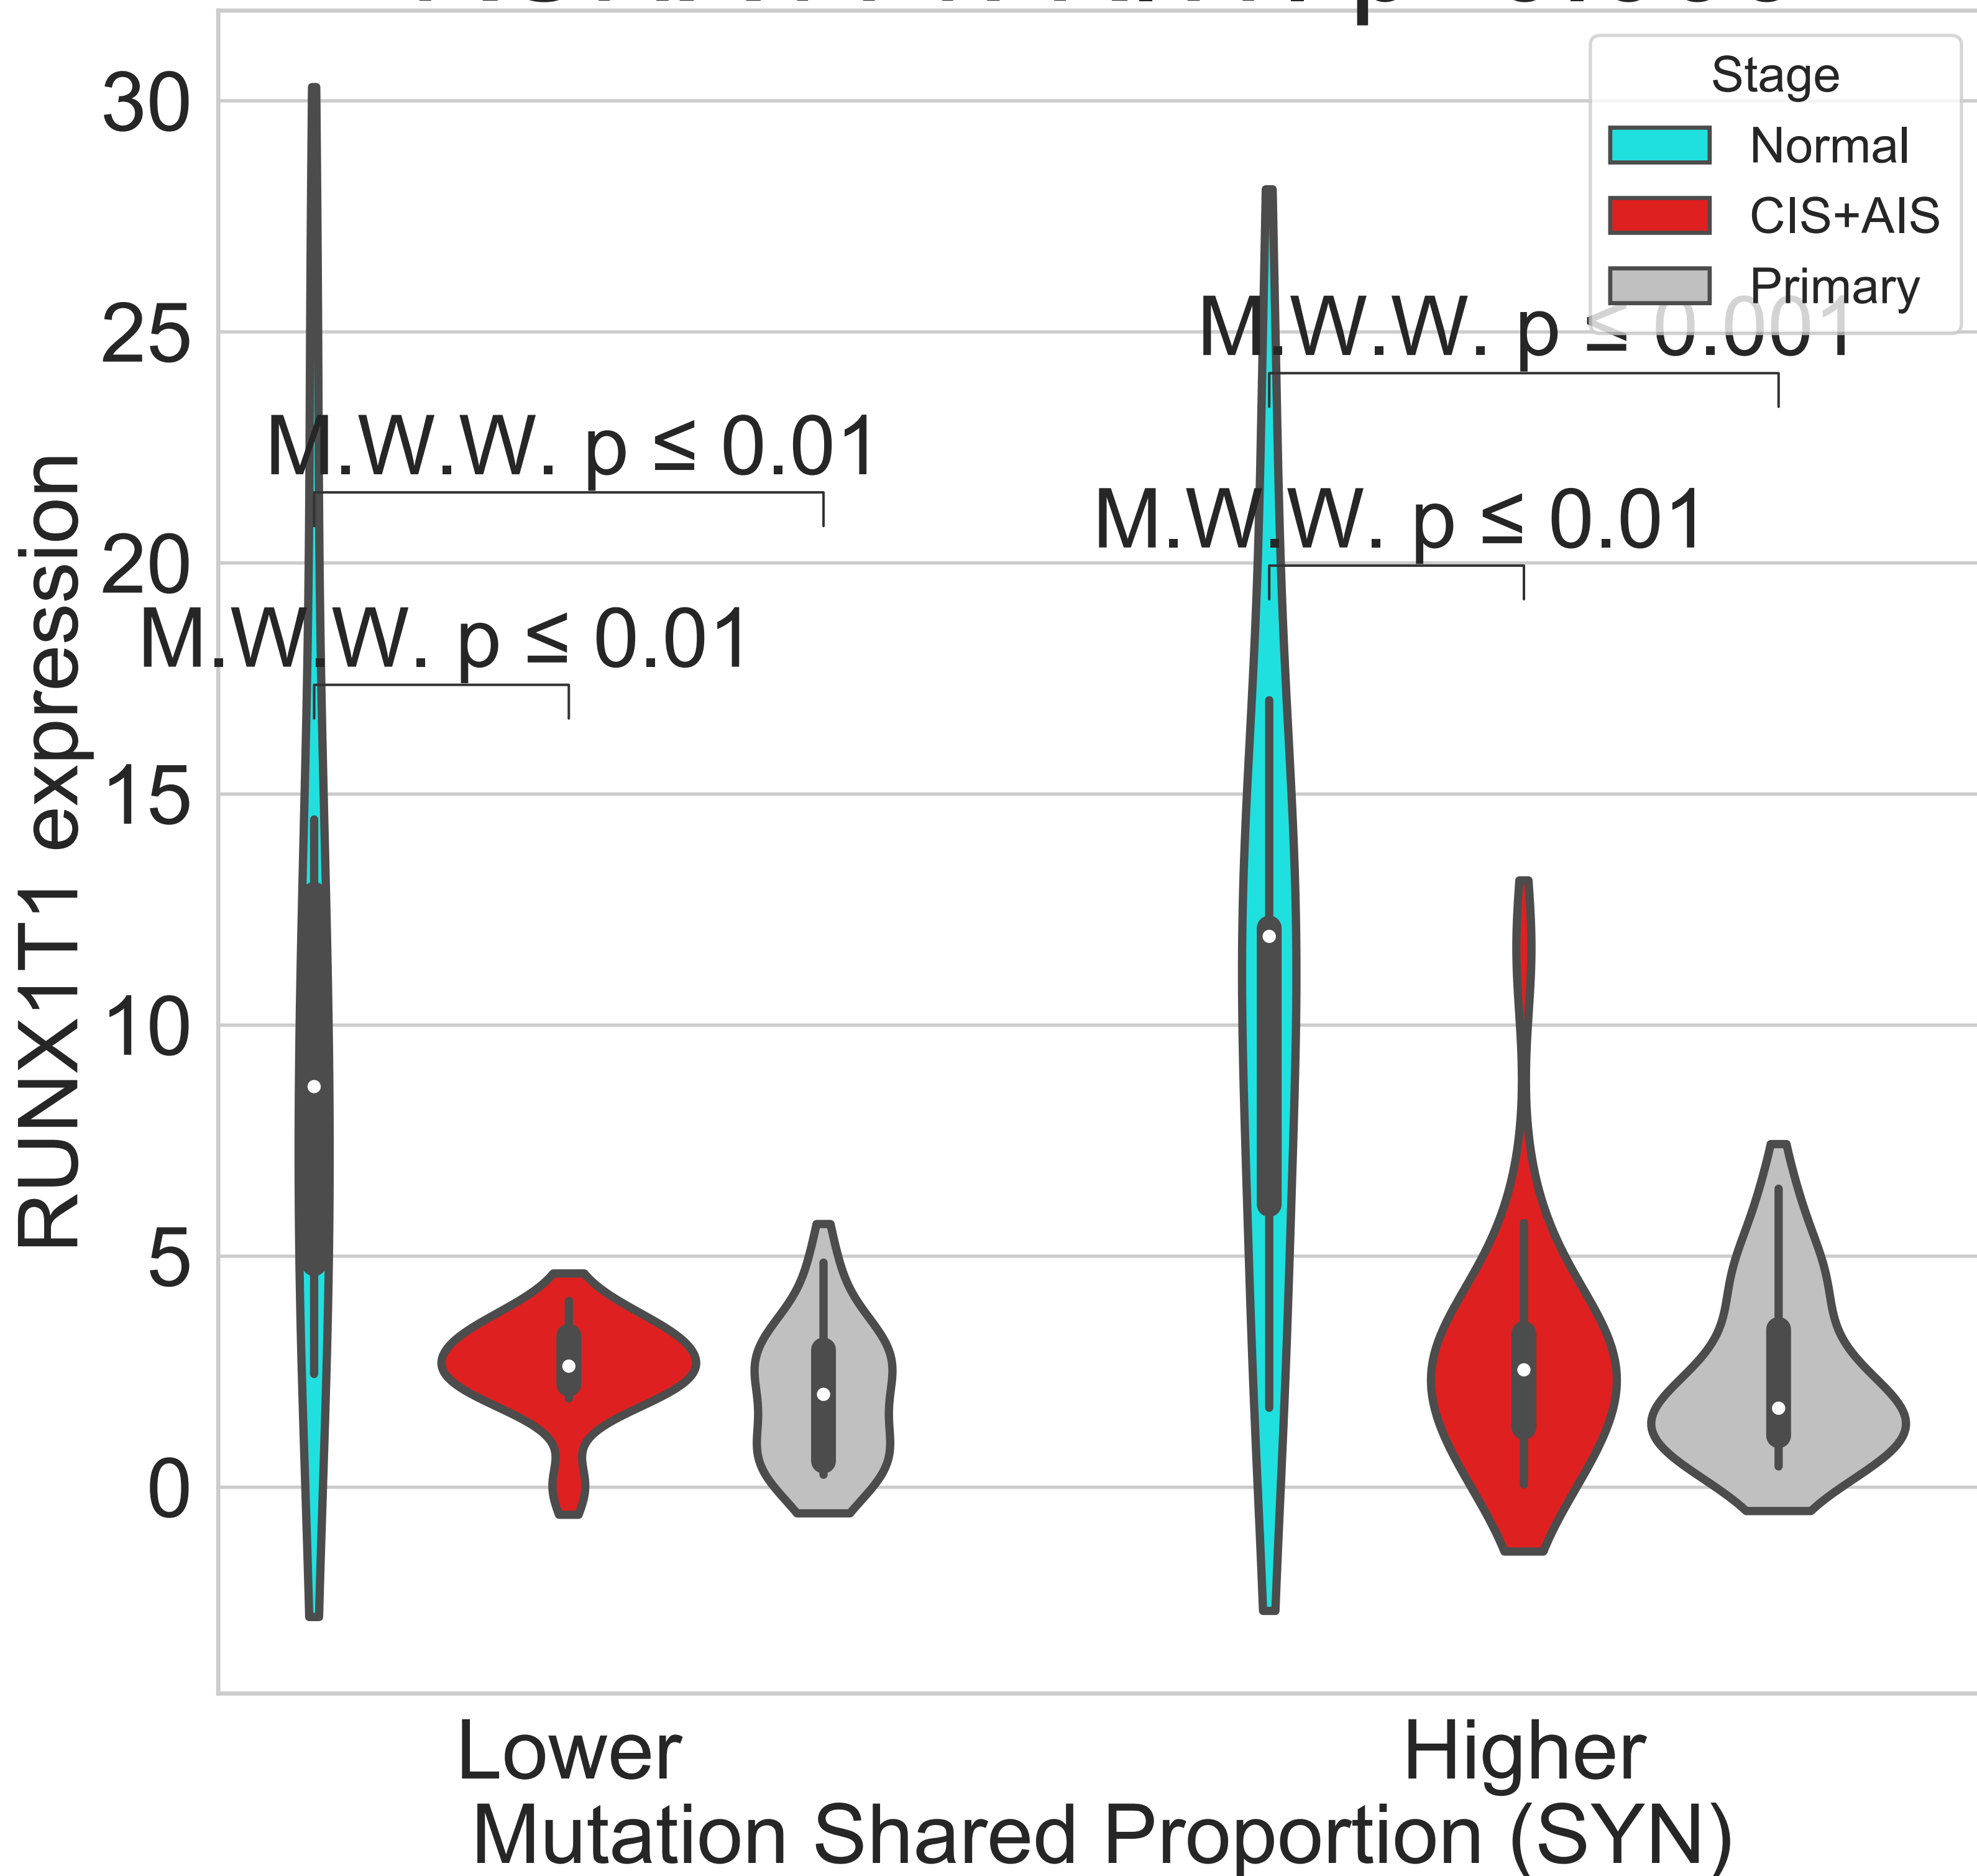 Stage
Normal
CIS+AIS
Primary
M.W.W. p ≤ 0.001
M.W.W. p ≤ 0.01
M.W.W. p ≤ 0.01
M.W.W. p ≤ 0.01
30
25
20
15
10
5
0
RUNX1T1 expression
Lower
Higher
Mutation Shared Proportion (SYN)